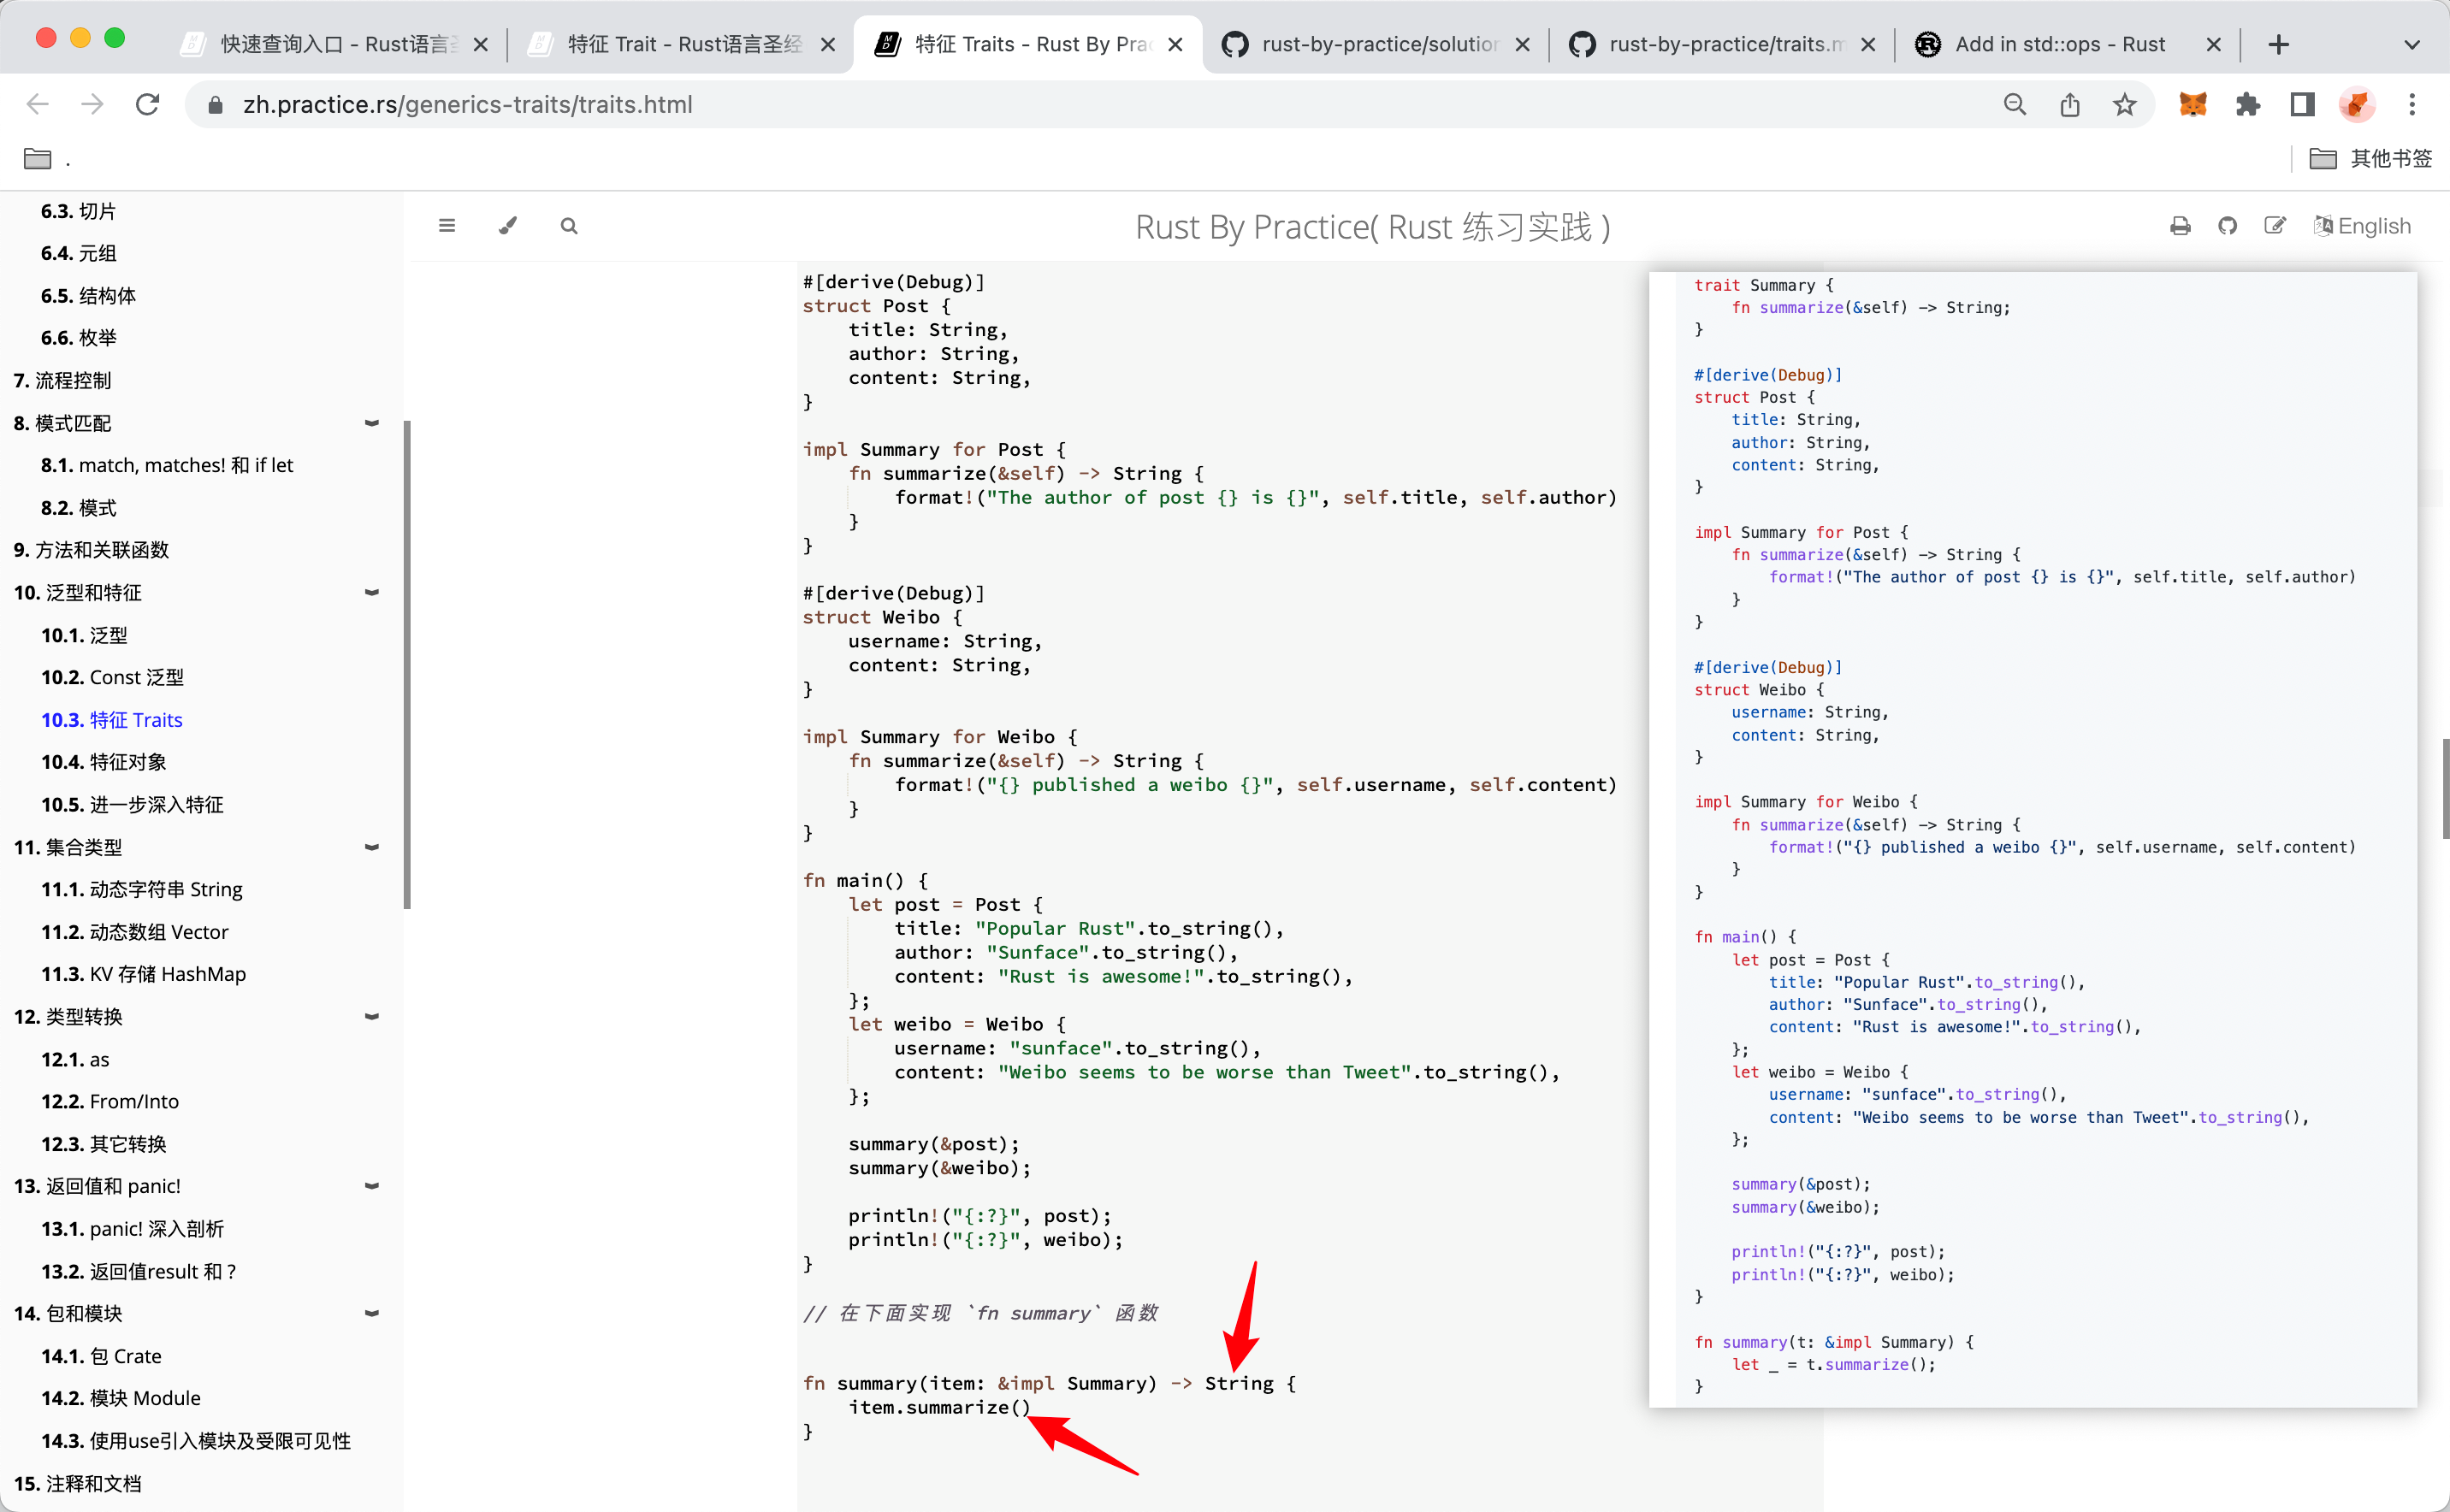 快速查询入口 - Rust语言圣
特征 Trait - Rust语言圣经
特征 Traits - Rust By Prac
rust-by-practice/solution
rust-by-practice/traits.m
Add in std::ops - Rust
zh.practice.rs/generics-traits/traits.html
.
其他书签
6.3. 切片
6.4. 元组
6.5. 结构体
6.6. 枚举
7. 流程控制
8. 模式匹配
8.1. match, matches! 和 if let
8.2. 模式
9. 方法和关联函数
10. 泛型和特征
10.1. 泛型
10.2. Const 泛型
10.3. 特征 Traits
10.4. 特征对象
10.5. 进一步深入特征
11. 集合类型
11.1. 动态字符串 String
11.2. 动态数组 Vector
11.3. KV 存储 HashMap
12. 类型转换
12.1. as
12.2. From/Into
12.3. 其它转换
13. 返回值和 panic!
13.1. panic! 深入剖析
13.2. 返回值result 和 ?
14. 包和模块
14.1. 包 Crate
14.2. 模块 Module
14.3. 使用use引入模块及受限可见性
15. 注释和文档
Rust By Practice( Rust 练习实践 )
English
#[derive(Debug)]
struct Post {
    title: String,
    author: String,
    content: String,
}
impl Summary for Post {
    fn summarize(&self) -> String {
        format!("The author of post {} is {}", self.title, self.author)
    }
}
#[derive(Debug)]
struct Weibo {
    username: String,
    content: String,
}
impl Summary for Weibo {
    fn summarize(&self) -> String {
        format!("{} published a weibo {}", self.username, self.content)
    }
}
fn main() {
    let post = Post {
        title: "Popular Rust".to_string(),
        author: "Sunface".to_string(),
        content: "Rust is awesome!".to_string(),
    };
    let weibo = Weibo {
        username: "sunface".to_string(),
        content: "Weibo seems to be worse than Tweet".to_string(),
    };
    summary(&post);
    summary(&weibo);
    println!("{:?}", post);
    println!("{:?}", weibo);
}
// 在下面实现 `fn summary` 函数
fn summary(item: &impl Summary) -> String {
    item.summarize()
}
trait Summary {
    fn summarize(&self) -> String;
}
#[derive(Debug)]
struct Post {
    title: String,
    author: String,
    content: String,
}
impl Summary for Post {
    fn summarize(&self) -> String {
        format!("The author of post {} is {}", self.title, self.author)
    }
}
#[derive(Debug)]
struct Weibo {
    username: String,
    content: String,
}
impl Summary for Weibo {
    fn summarize(&self) -> String {
        format!("{} published a weibo {}", self.username, self.content)
    }
}
fn main() {
    let post = Post {
        title: "Popular Rust".to_string(),
        author: "Sunface".to_string(),
        content: "Rust is awesome!".to_string(),
    };
    let weibo = Weibo {
        username: "sunface".to_string(),
        content: "Weibo seems to be worse than Tweet".to_string(),
    };
    summary(&post);
    summary(&weibo);
    println!("{:?}", post);
    println!("{:?}", weibo);
}
fn summary(t: &impl Summary) {
    let _ = t.summarize();
}